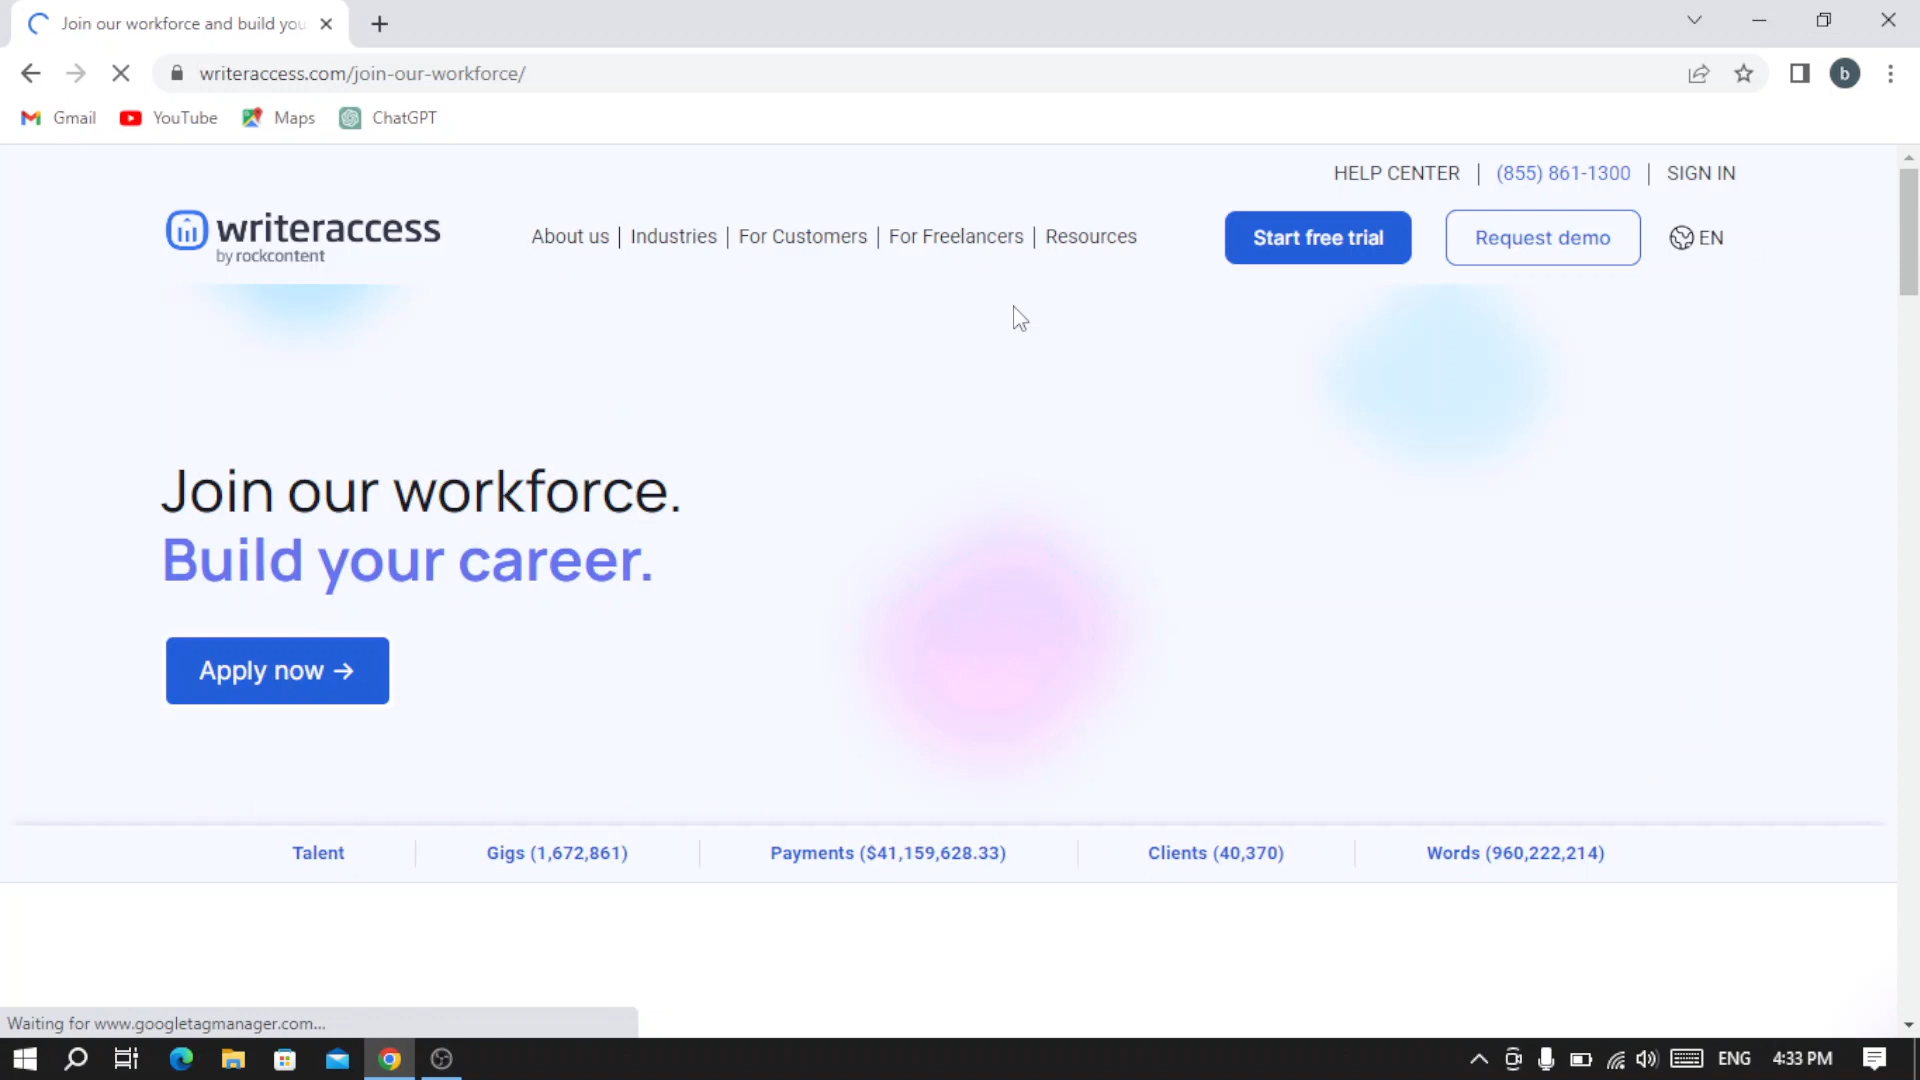 Join our workforce and build you
writeraccess.com/join-our-workforce/
b
Gmail
YouTube
Maps
ChatGPT
HELP CENTER | (855) 861-1300 | SIGN IN
writeraccess
by rockcontent
About us | Industries | For Customers | For Freelancers | Resources
Start free trial
Request demo
EN
Join our workforce.
Build your career.
Apply now →
Talent
Gigs (1,672,861)
Payments ($41,159,628.33)
Clients (40,370)
Words (960,222,214)
Waiting for www.googletagmanager.com...
ENG
4:33 PM